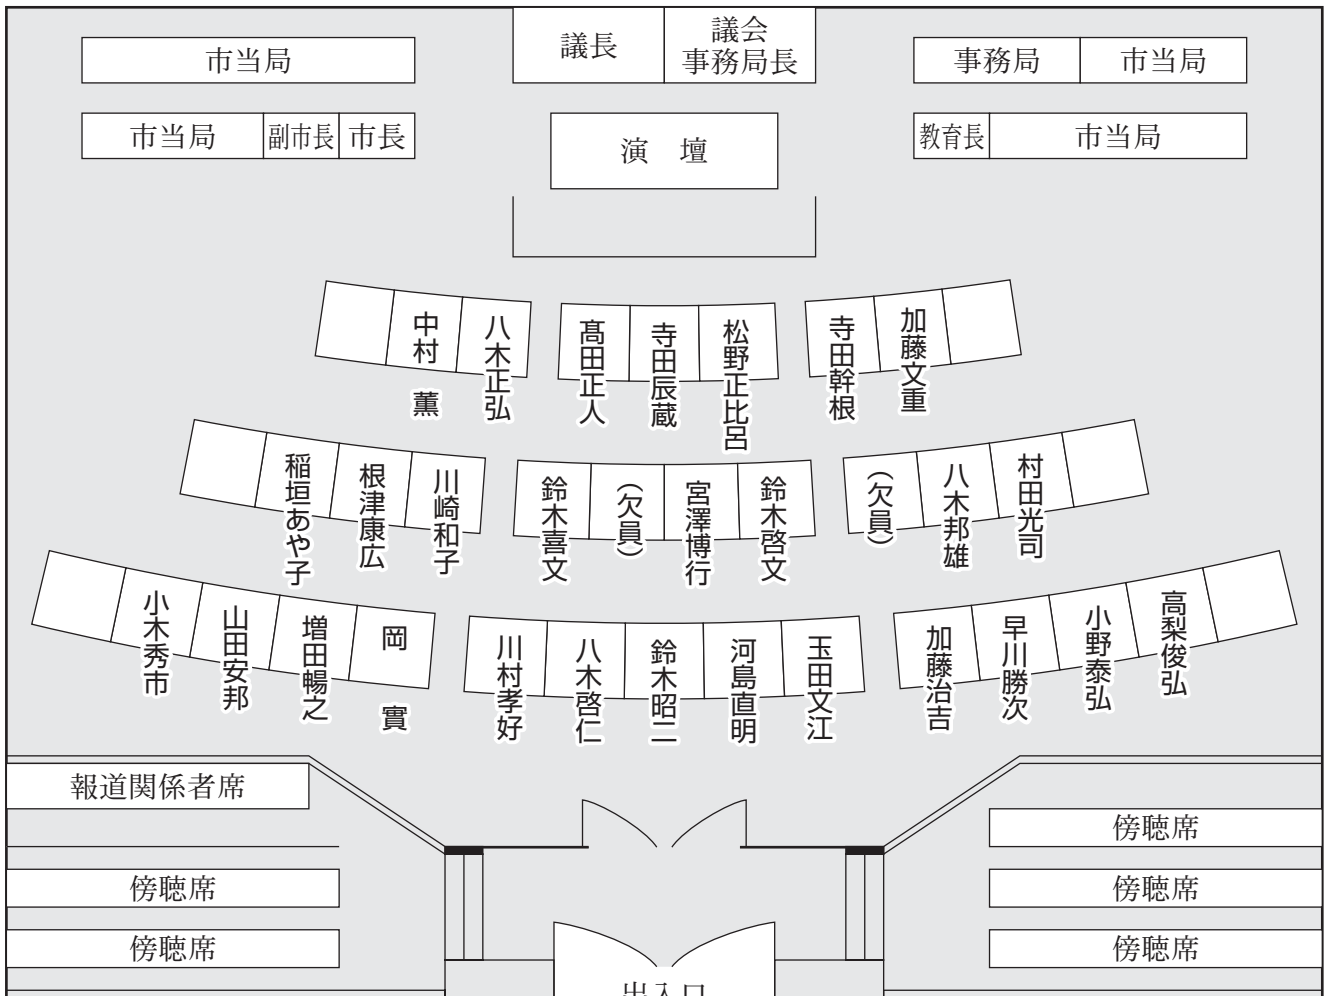 議長
議会
事務局長
市当局
事務局
市当局
市当局
副市長
市長
演 壇
教育長
市当局
中村 薫
八木正弘
髙田正人
寺田辰蔵
松野正比呂
寺田幹根
加藤文重
稲垣あや子
根津康広
川崎和子
鈴木喜文
（欠員）
宮澤博行
鈴木啓文
（欠員）
八木邦雄
村田光司
小木秀市
山田安邦
増田暢之
岡 實
川村孝好
八木啓仁
鈴木昭二
河島直明
玉田文江
加藤治吉
早川勝次
小野泰弘
高梨俊弘
報道関係者席
傍聴席
傍聴席
傍聴席
傍聴席
傍聴席
出入口